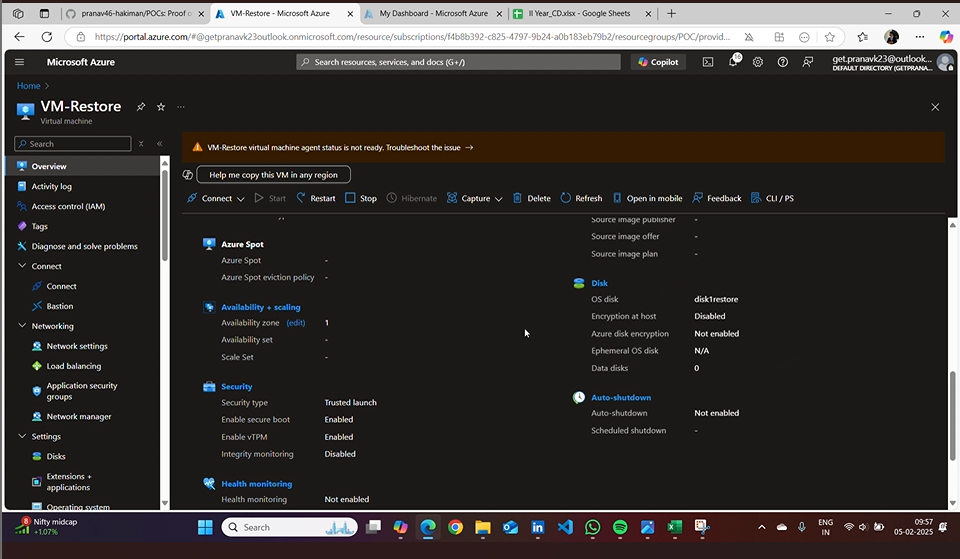 pranav46-hakiman/POCs: Proof c
VM-Restore - Microsoft Azure
My Dashboard - Microsoft Azure
II Year_CD.xlsx - Google Sheets
https://portal.azure.com/#@getpranavk23outlook.onmicrosoft.com/resource/subscriptions/f4b8b392-c825-4797-9b24-a0b183eb79b2/resourcegroups/POC/provid...
Microsoft Azure
Search resources, services, and docs (G+/)
Copilot
get.pranavk23@outlook....
DEFAULT DIRECTORY (GETPRANA...
Home >
VM-Restore
Virtual machine
Search
VM-Restore virtual machine agent status is not ready. Troubleshoot the issue →
Help me copy this VM in any region
Connect
Start
Restart
Stop
Hibernate
Capture
Delete
Refresh
Open in mobile
Feedback
CLI / PS
Overview
Activity log
Access control (IAM)
Tags
Diagnose and solve problems
Connect
Connect
Bastion
Networking
Network settings
Load balancing
Application security
groups
Network manager
Settings
Disks
Extensions +
applications
Operating system
Azure Spot
Azure Spot -
Azure Spot eviction policy -
Availability + scaling
Availability zone (edit) 1
Availability set -
Scale Set -
Security
Security type Trusted launch
Enable secure boot Enabled
Enable vTPM Enabled
Integrity monitoring Disabled
Health monitoring
Health monitoring Not enabled
Source image publisher -
Source image offer -
Source image plan -
Disk
OS disk disk1restore
Encryption at host Disabled
Azure disk encryption Not enabled
Ephemeral OS disk N/A
Data disks 0
Auto-shutdown
Auto-shutdown Not enabled
Scheduled shutdown -
8
Nifty midcap
+1.07%
Search
ENG
IN
09:57
05-02-2025